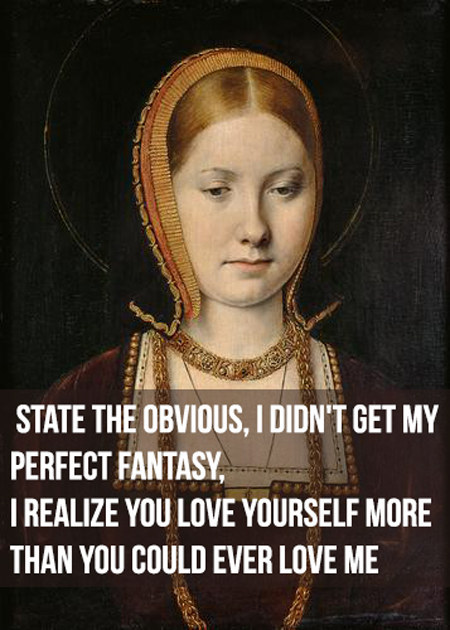 STATE THE OBVIOUS, I DIDN'T GET MY
PERFECT FANTASY,
I REALIZE YOU LOVE YOURSELF MORE
THAN YOU COULD EVER LOVE ME